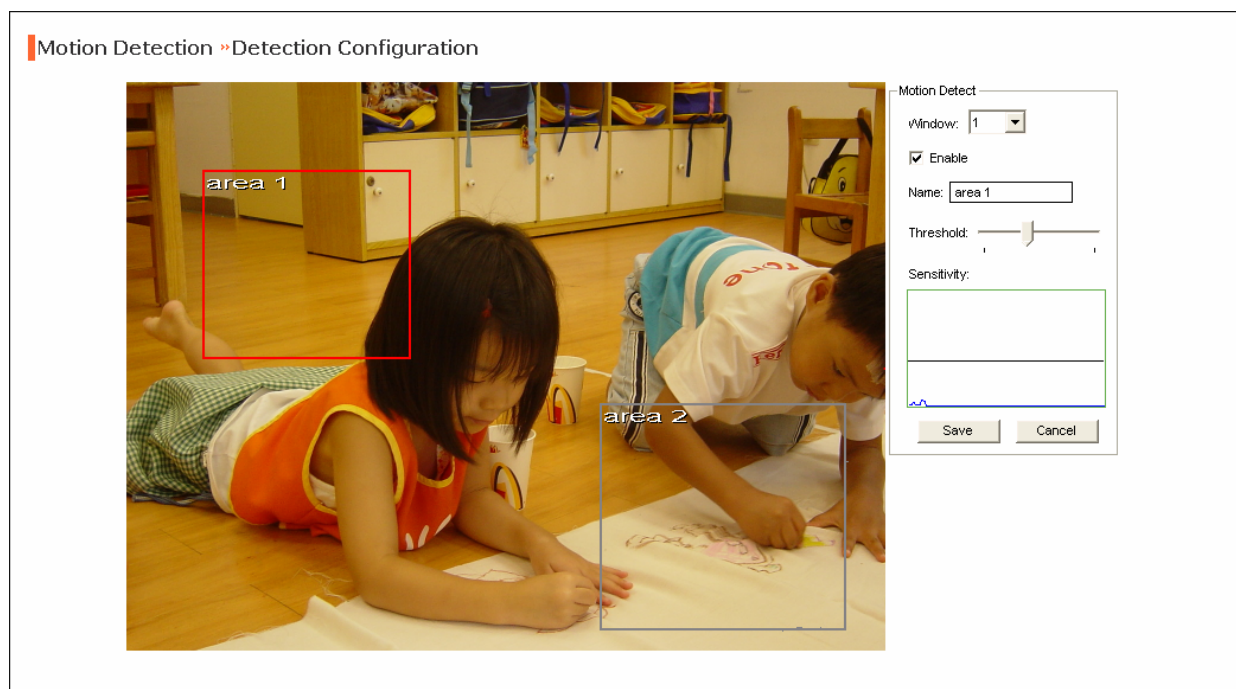 Motion Detection »Detection Configuration
Motion Detect
Window: 1
Enable
Name: area 1
Threshold:
Sensitivity:
Save Cancel
area 1
area 2